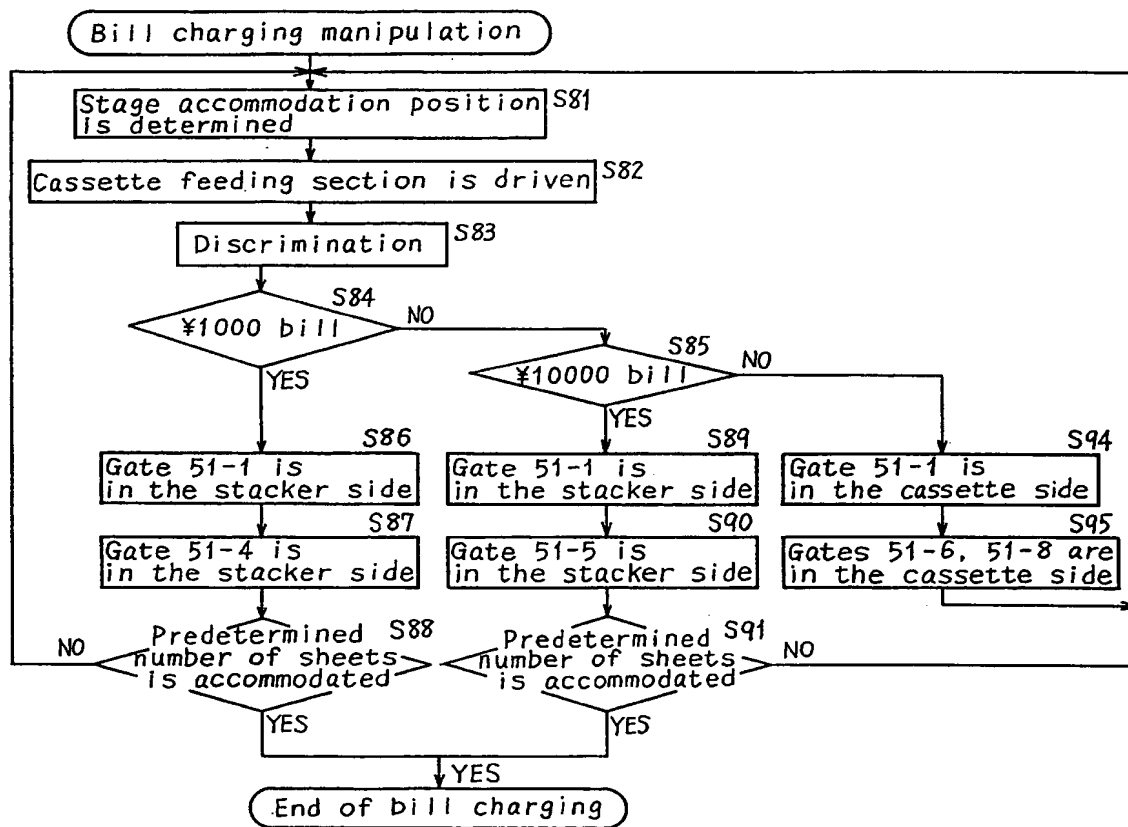 Bill charging manipulation
Stage accommodation position
is determined
S81
Cassette feeding section is driven
S82
Discrimination
S83
¥1000 bill
S84
NO
YES
¥10000 bill
S85
NO
YES
S86
Gate 51-1 is
in the stacker side
S89
Gate 51-1 is
in the stacker side
S94
Gate 51-1 is
in the cassette side
S87
Gate 51-4 is
in the stacker side
S90
Gate 51-5 is
in the stacker side
S95
Gates 51-6, 51-8 are
in the cassette side
NO
Predetermined
number of sheets
is accommodated
S88
YES
Predetermined
number of sheets
is accommodated
S91
NO
YES
YES
End of bill charging